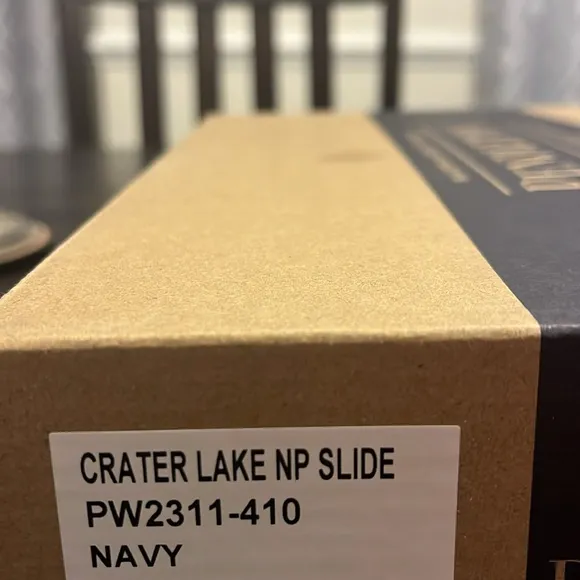 CRATER LAKE NP SLIDE
PW2311-410
NAVY